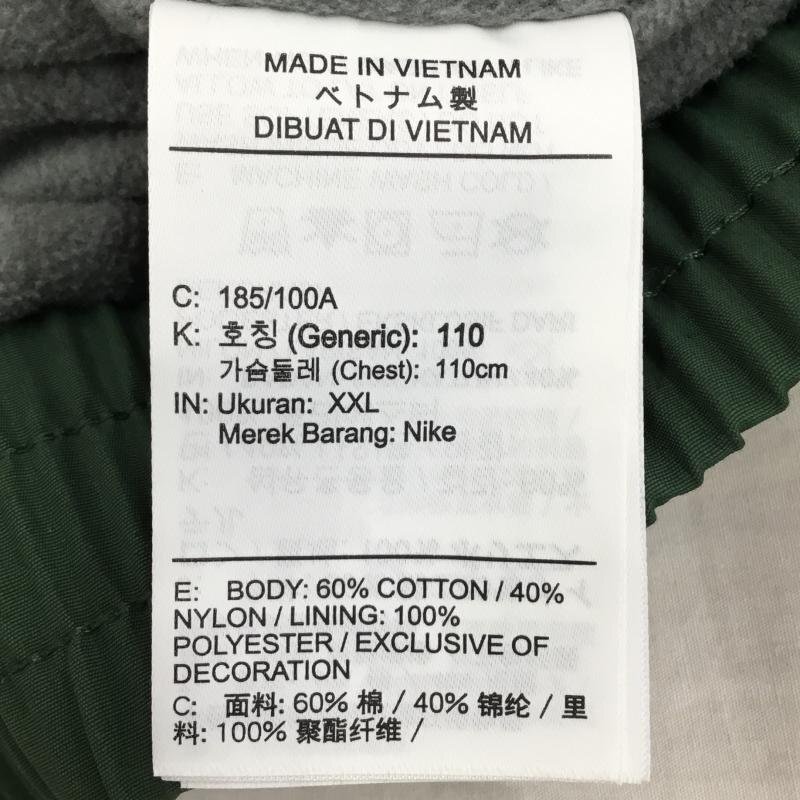 MADE IN VIETNAM
ベトナム製
DIBUAT DI VIETNAM
C: 185/100A
K: 호칭 (Generic): 110
가슴둘레 (Chest): 110cm
IN: Ukuran: XXL
Merek Barang: Nike
E: BODY: 60% COTTON / 40%
NYLON / LINING: 100%
POLYESTER / EXCLUSIVE OF
DECORATION
C: 面料: 60% 棉 / 40% 锦纶 / 里
料: 100% 聚酯纤维 /